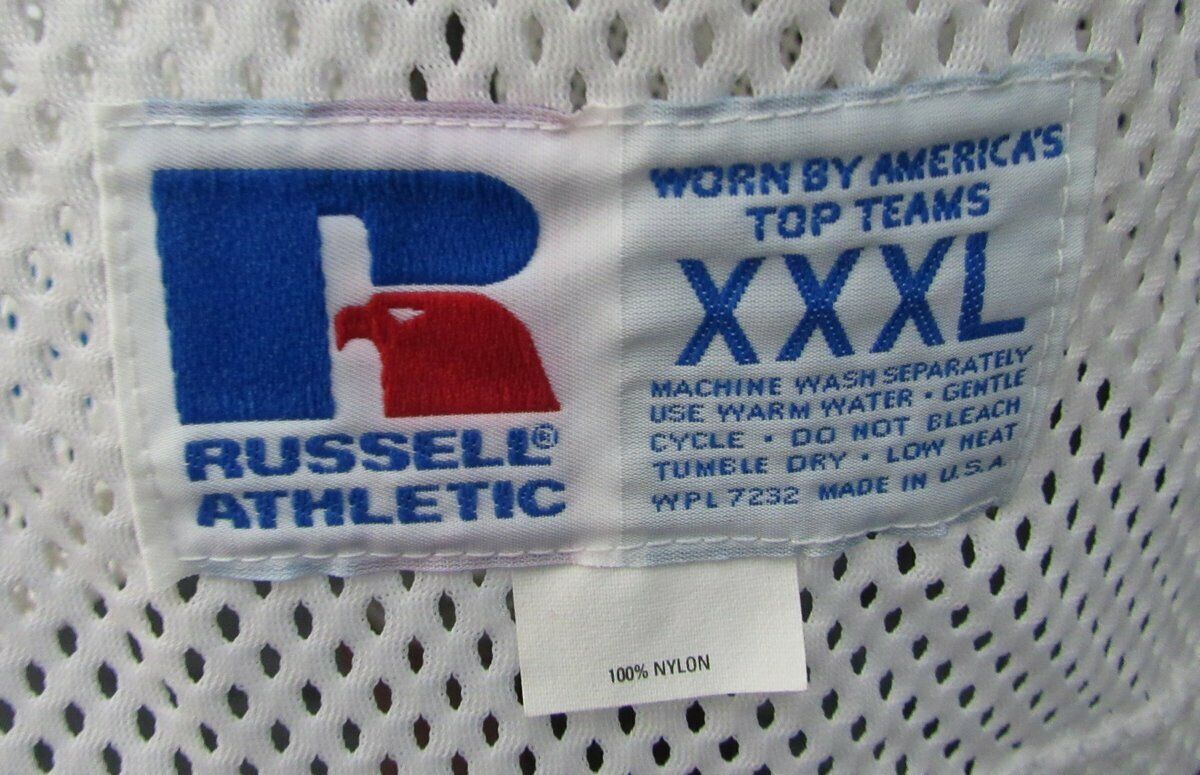 RUSSELL®
ATHLETIC
WORN BY AMERICA'S
TOP TEAMS
XXXL
MACHINE WASH SEPARATELY
USE WARM WATER • GENTLE
CYCLE • DO NOT BLEACH
TUMBLE DRY • LOW HEAT
WPL 7232 MADE IN U.S.A.
100% NYLON